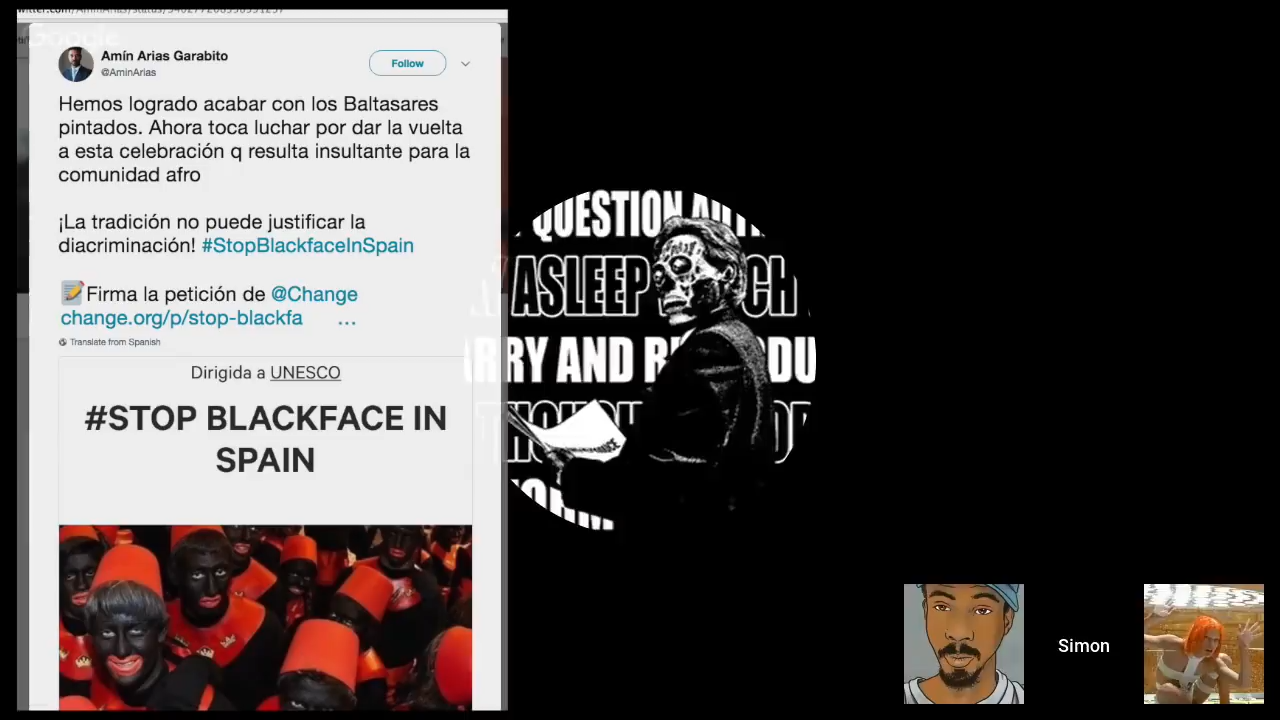 Amín Arias Garabito
@AminArias
Follow
Hemos logrado acabar con los Baltasares
pintados. Ahora toca luchar por dar la vuelta
a esta celebración q resulta insultante para la
comunidad afro
¡La tradición no puede justificar la
diacriminación! #StopBlackfaceInSpain
Firma la petición de @Change
change.org/p/stop-blackfa …
Translate from Spanish
Dirigida a UNESCO
#STOP BLACKFACE IN
SPAIN
QUESTION
ASLEEP
AND
Simon